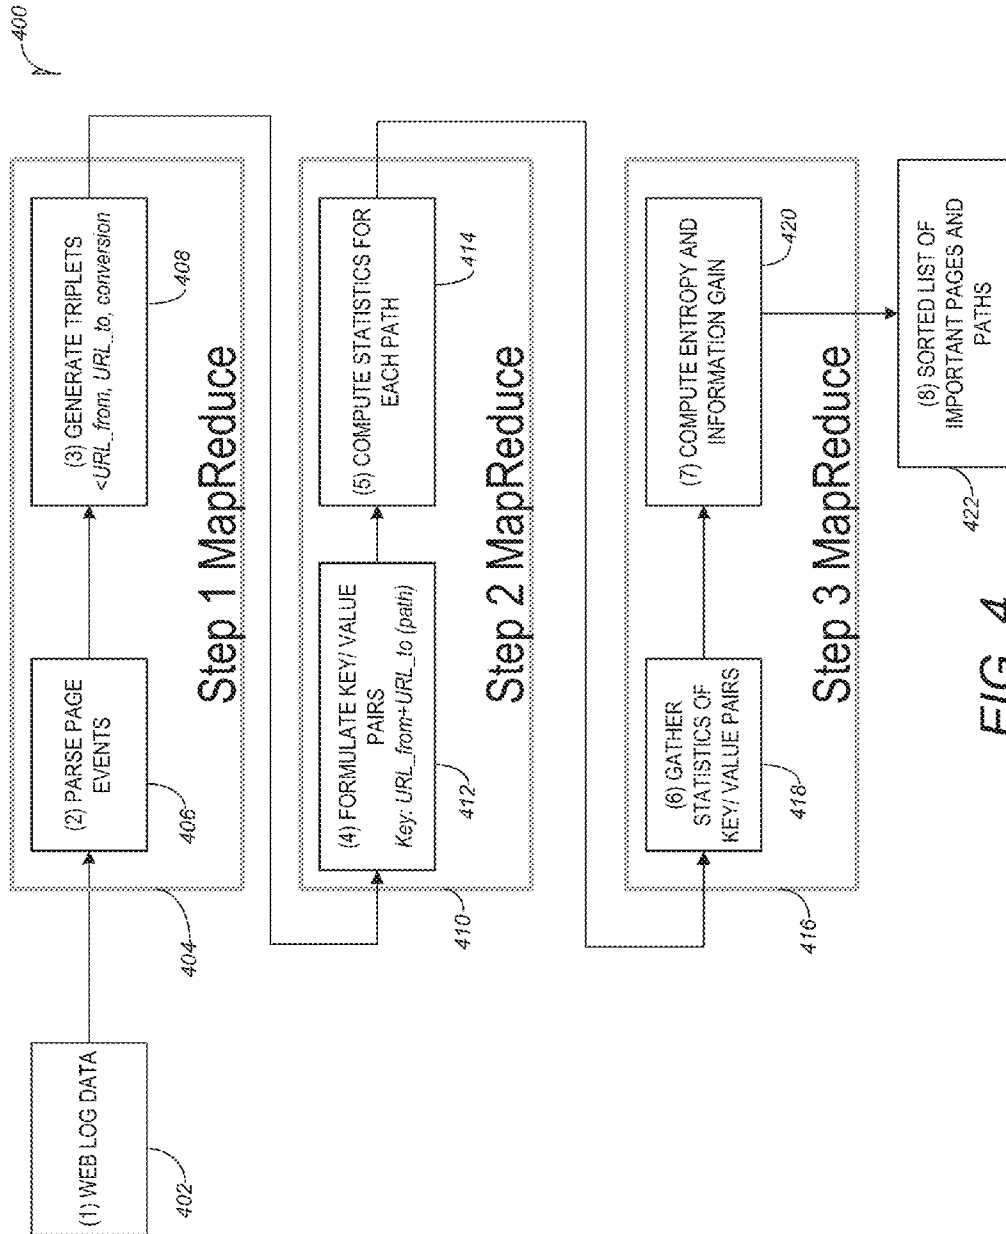 400
(1) WEB LOG DATA
402
404
(2) PARSE PAGE
EVENTS
406
(3) GENERATE TRIPLETS
<URL_from, URL_to, conversion
408
Step 1 MapReduce
410
(4) FORMULATE KEY/ VALUE
PAIRS
Key: URL_from+URL_to (path)
412
(5) COMPUTE STATISTICS FOR
EACH PATH
414
Step 2 MapReduce
416
(6) GATHER
STATISTICS OF
KEY/ VALUE PAIRS
418
(7) COMPUTE ENTROPY AND
INFORMATION GAIN
420
Step 3 MapReduce
(8) SORTED LIST OF
IMPORTANT PAGES AND
PATHS
422
FIG. 4